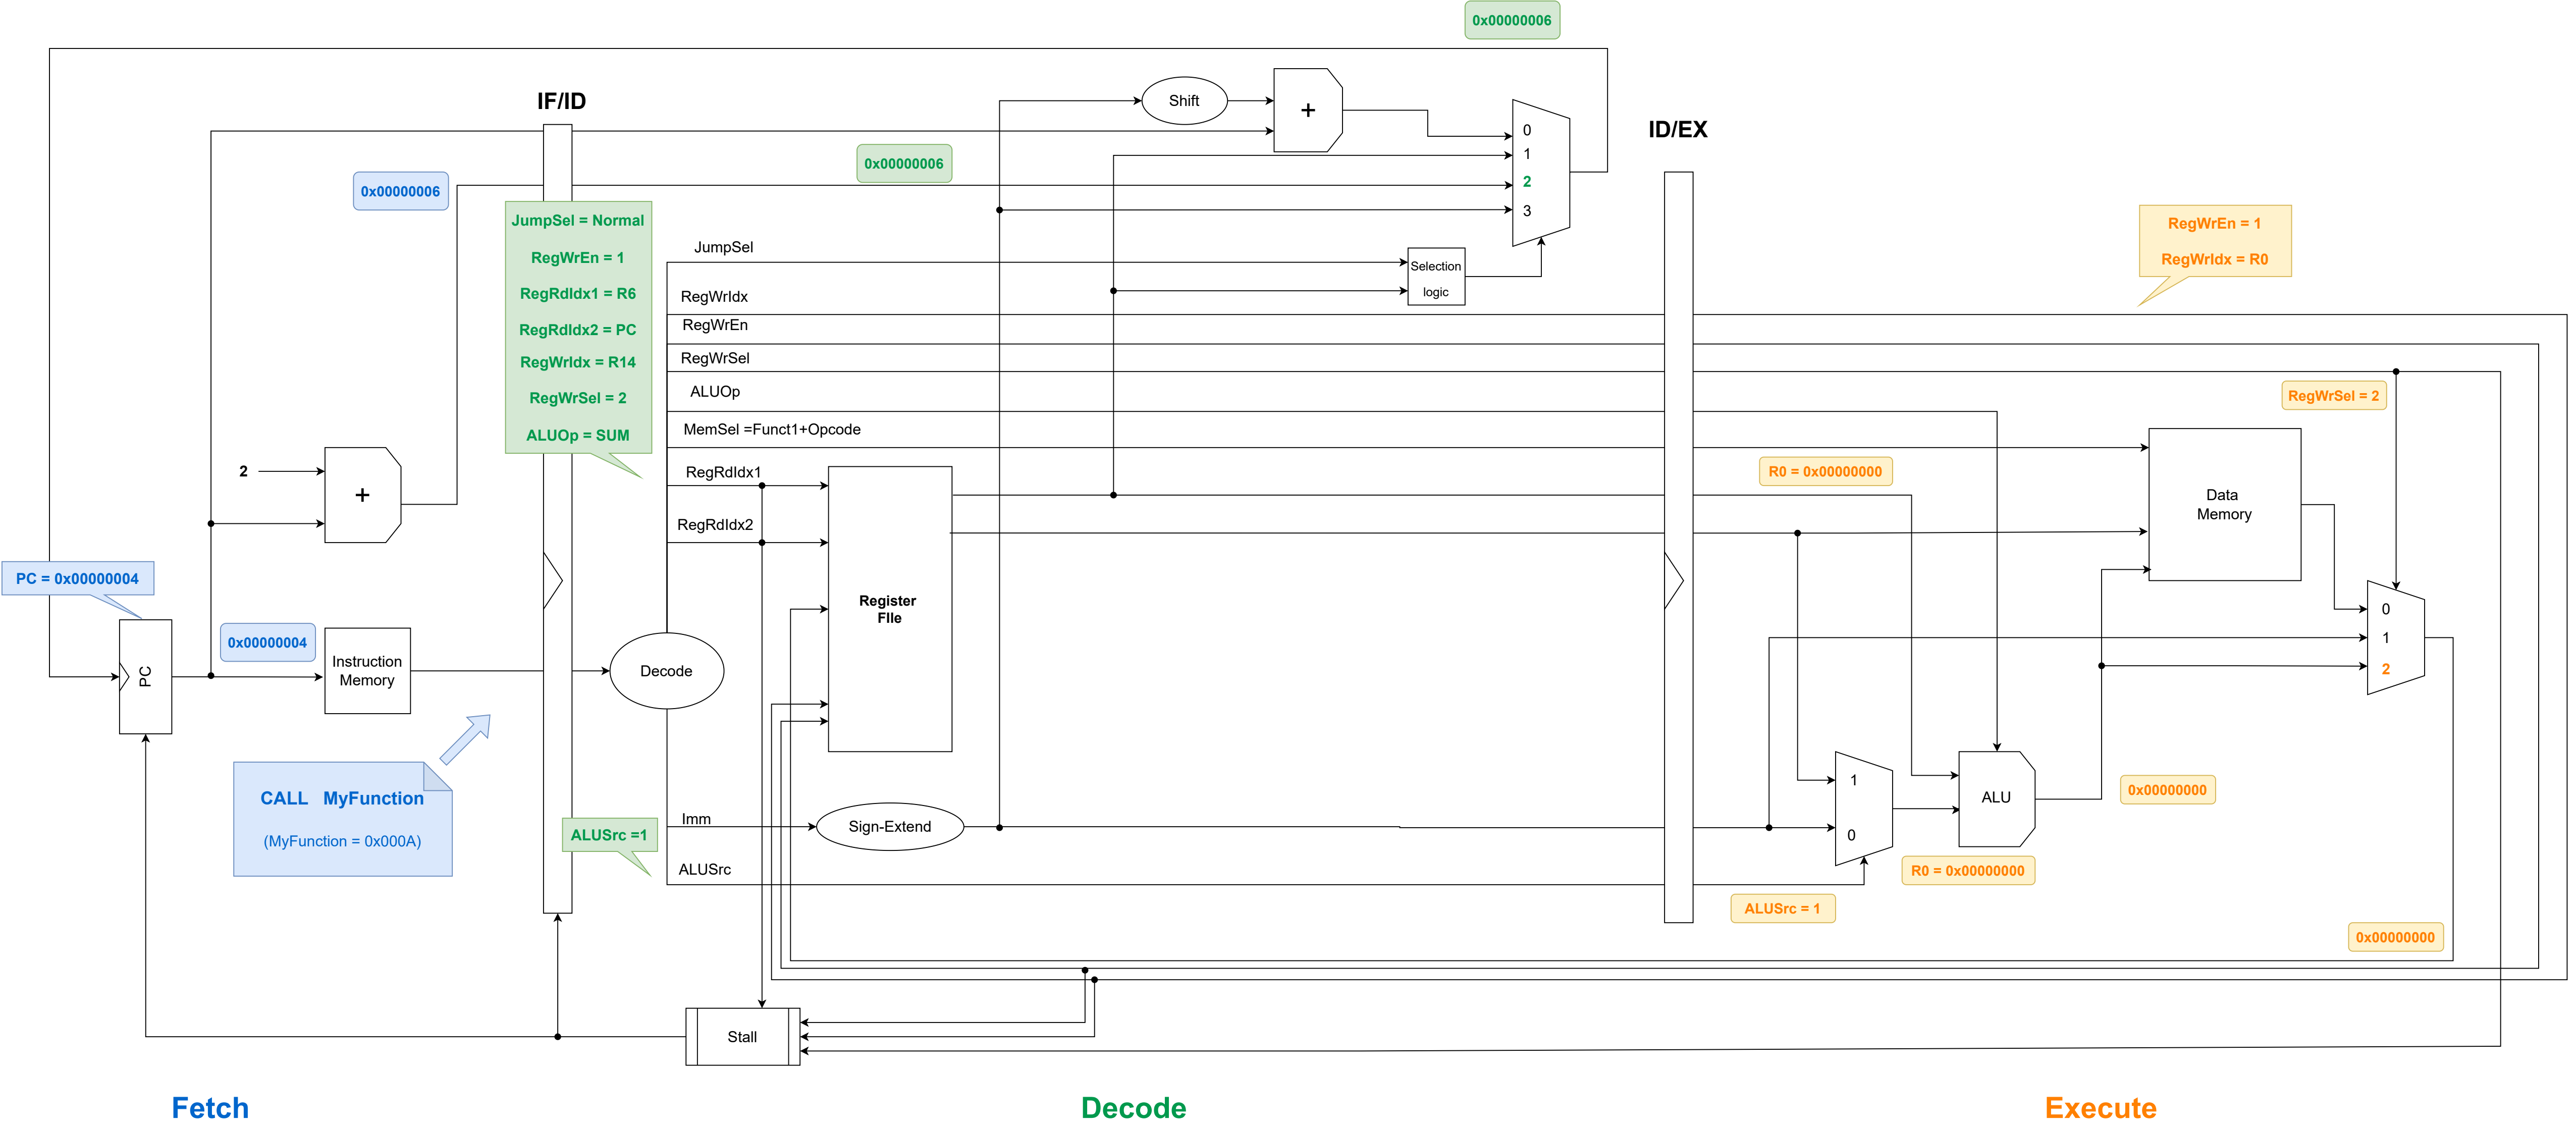 0x00000006
IF/ID
Shift
+
0
1
2
3
ID/EX
0x00000006
0x00000006
JumpSel = Normal
RegWrEn = 1
RegRdIdx1 = R6
RegRdIdx2 = PC
RegWrIdx = R14
RegWrSel = 2
ALUOp = SUM
JumpSel
Selection
logic
RegWrIdx
RegWrEn
RegWrSel
ALUOp
MemSel =Funct1+Opcode
RegRdIdx1
RegRdIdx2
RegWrEn = 1
RegWrIdx = R0
RegWrSel = 2
R0 = 0x00000000
Data
Memory
2
+
PC = 0x00000004
0x00000004
PC
Instruction
Memory
Decode
Register
FIle
0
1
2
CALL MyFunction
(MyFunction = 0x000A)
ALUSrc =1
Imm
Sign-Extend
ALUSrc
1
0
ALU
0x00000000
R0 = 0x00000000
ALUSrc = 1
0x00000000
Stall
Fetch
Decode
Execute